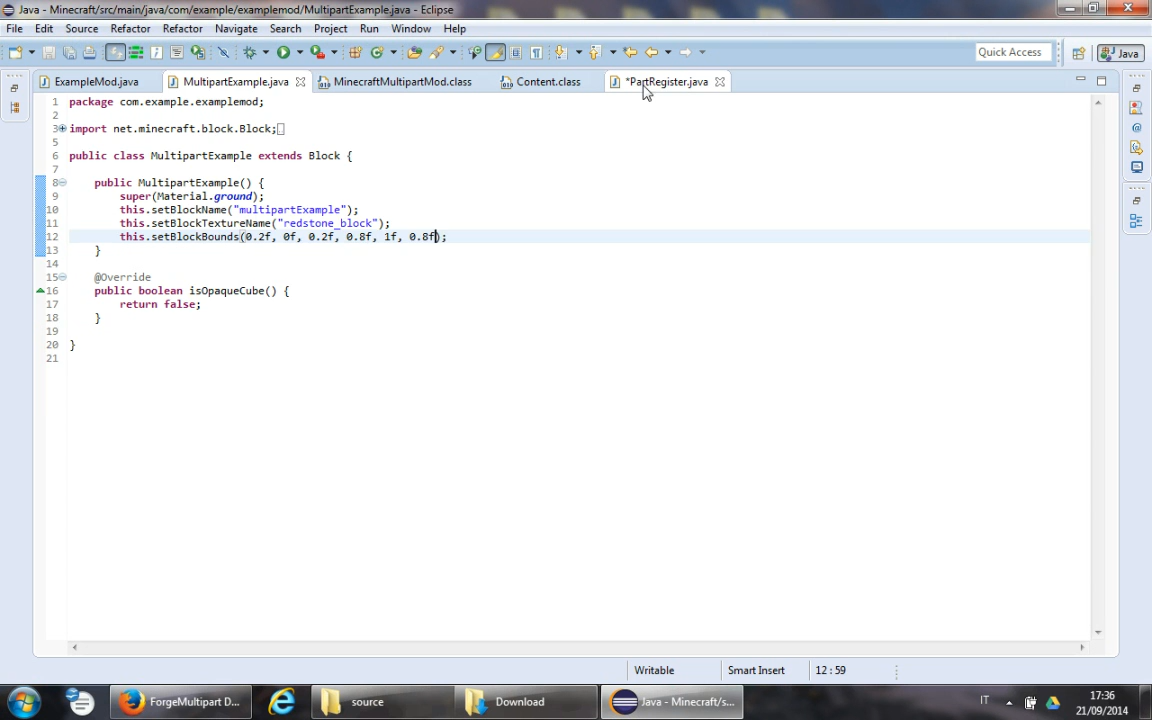 Java - Minecraft/src/main/java/com/example/examplemod/MultipartExample.java - Eclipse
File Edit Source Refactor Refactor Navigate Search Project Run Window Help
Quick Access Java
ExampleMod.java MultipartExample.java MinecraftMultipartMod.class Content.class *PartRegister.java
1 package com.example.examplemod;
2
3 import net.minecraft.block.Block;
5
6 public class MultipartExample extends Block {
7
8 public MultipartExample() {
9 super(Material.ground);
10 this.setBlockName("multipartExample");
11 this.setBlockTextureName("redstone_block");
12 this.setBlockBounds(0.2f, 0f, 0.2f, 0.8f, 1f, 0.8f);
13 }
14
15 @Override
16 public boolean isOpaqueCube() {
17 return false;
18 }
19
20 }
21
Writable Smart Insert 12 : 59
ForgeMultipart D... source Download Java - Minecraft/s... IT 17:36
21/09/2014